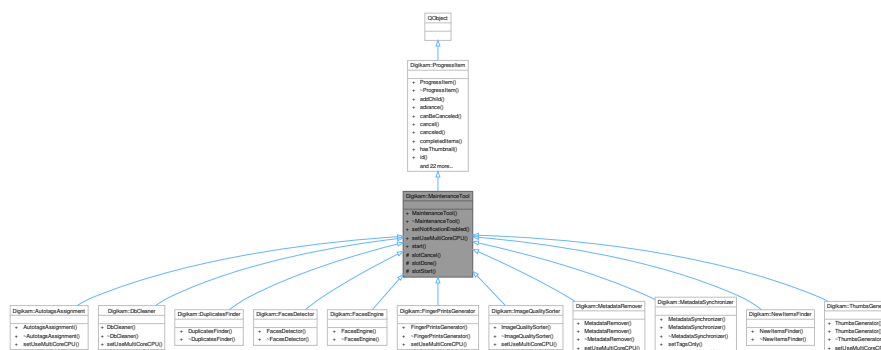 QObject
Digikam::ProgressItem
+ ProgressItem()
+ ~ProgressItem()
+ addChild()
+ advance()
+ canBeCanceled()
+ cancel()
+ canceled()
+ completedItems()
+ hasThumbnail()
+ id()
and 22 more...
Digikam::MaintenanceTool
+ MaintenanceTool()
+ ~MaintenanceTool()
+ setNotificationEnabled()
+ setUseMultiCoreCPU()
+ start()
# slotCancel()
# slotDone()
# slotStart()
Digikam::AutotagsAssignment
+ AutotagsAssignment()
+ ~AutotagsAssignment()
+ setUseMultiCoreCPU()
Digikam::DbCleaner
+ DbCleaner()
+ ~DbCleaner()
+ setUseMultiCoreCPU()
Digikam::DuplicatesFinder
+ DuplicatesFinder()
+ ~DuplicatesFinder()
Digikam::FacesDetector
+ FacesDetector()
+ ~FacesDetector()
Digikam::FacesEngine
+ FacesEngine()
+ ~FacesEngine()
Digikam::FingerPrintsGenerator
+ FingerPrintsGenerator()
+ ~FingerPrintsGenerator()
+ setUseMultiCoreCPU()
Digikam::ImageQualitySorter
+ ImageQualitySorter()
+ ~ImageQualitySorter()
+ setUseMultiCoreCPU()
Digikam::MetadataRemover
+ MetadataRemover()
+ MetadataRemover()
+ ~MetadataRemover()
+ setUseMultiCoreCPU()
Digikam::MetadataSynchronizer
+ MetadataSynchronizer()
+ MetadataSynchronizer()
+ ~MetadataSynchronizer()
+ setTagsOnly()
Digikam::NewItemsFinder
+ NewItemsFinder()
+ ~NewItemsFinder()
Digikam::ThumbsGene
+ ThumbsGenerator
+ ThumbsGenerator
+ ~ThumbsGenerator
+ setUseMultiCoreC